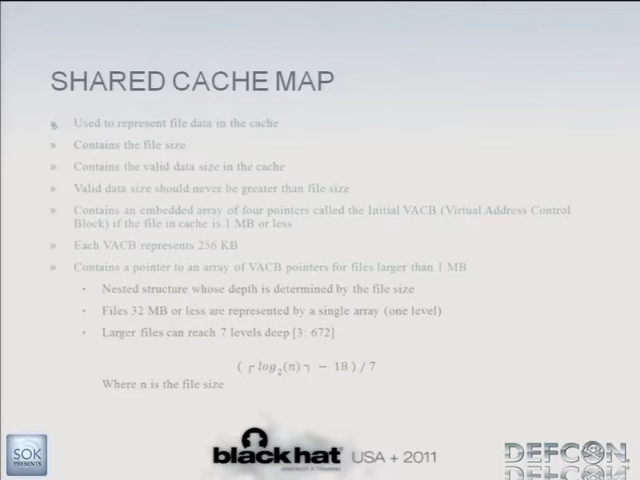 SHARED CACHE MAP
» Used to represent file data in the cache
» Contains the file size
» Contains the valid data size in the cache
» Valid data size should never be greater than file size
» Contains an embedded array of four pointers called the Initial VACB (Virtual Address Control
Block) if the file in cache is 1 MB or less
» Each VACB represents 256 KB
» Contains a pointer to an array of VACB pointers for files larger than 1 MB
• Nested structure whose depth is determined by the file size
• Files 32 MB or less are represented by a single array (one level)
• Larger files can reach 7 levels deep [3: 672]
(⌈log₂(n)⌉ − 18) / 7
Where n is the file size
SOK
PRESENTS
black hat USA + 2011
DEFCON